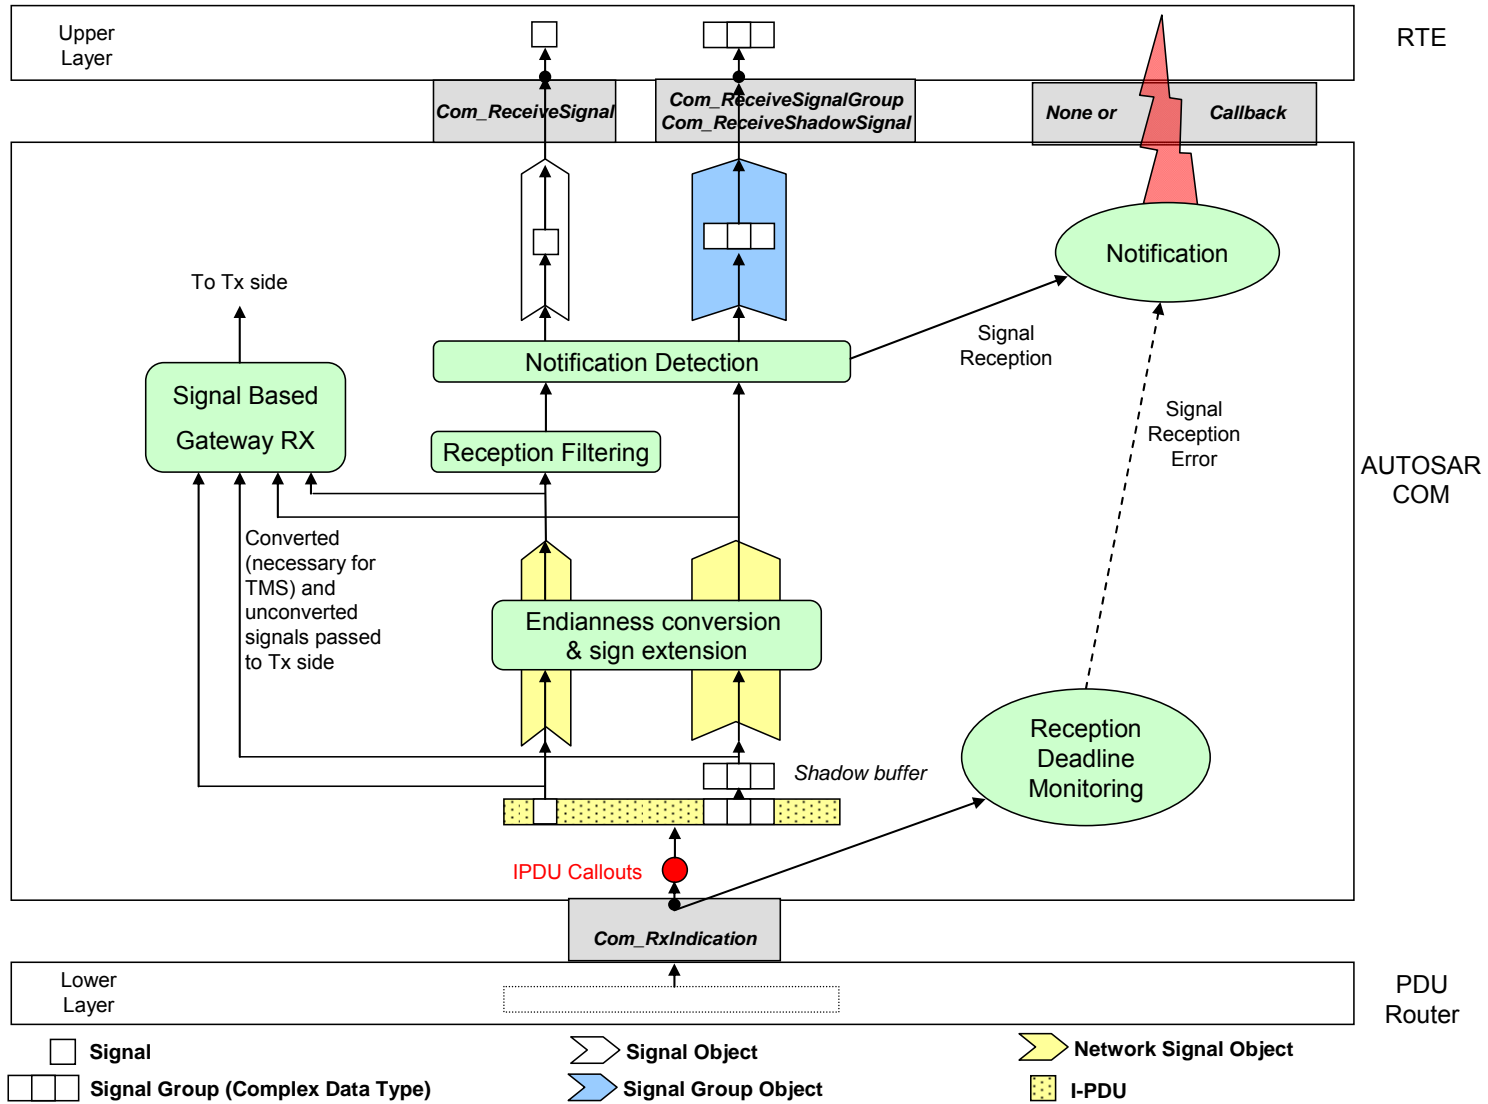 Upper
Layer
RTE
Com_ReceiveSignal
Com_ReceiveSignalGroup
Com_ReceiveShadowSignal
None or
Callback
Notification
To Tx side
Signal
Reception
Notification Detection
Signal Based
Gateway RX
Reception Filtering
Signal
Reception
Error
AUTOSAR
COM
Converted
(necessary for
TMS) and
unconverted
signals passed
to Tx side
Endianness conversion
& sign extension
Reception
Deadline
Monitoring
Shadow buffer
IPDU Callouts
Com_RxIndication
Lower
Layer
PDU
Router
Signal
Signal Object
Network Signal Object
Signal Group (Complex Data Type)
Signal Group Object
I-PDU